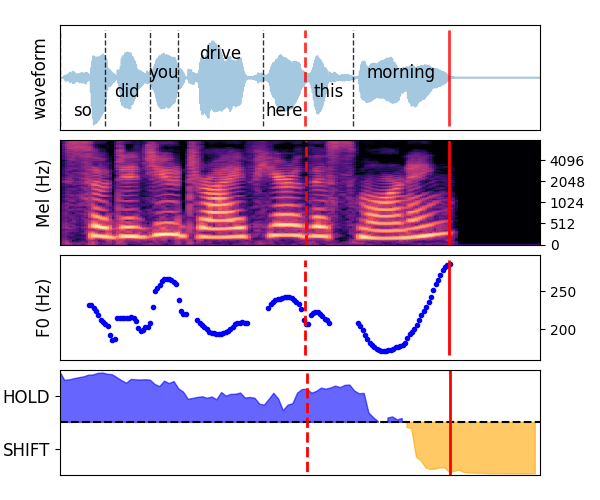 waveform
so
did
you
drive
here
this
morning
Mel (Hz)
4096
2048
1024
512
0
F0 (Hz)
250
200
HOLD
SHIFT